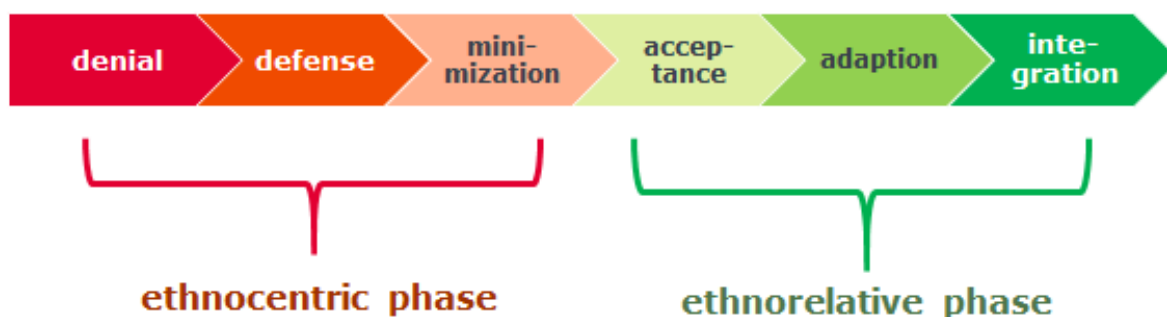 denial
defense
mini-
mization
accep-
tance
adaption
inte-
gration
ethnocentric phase
ethnorelative phase